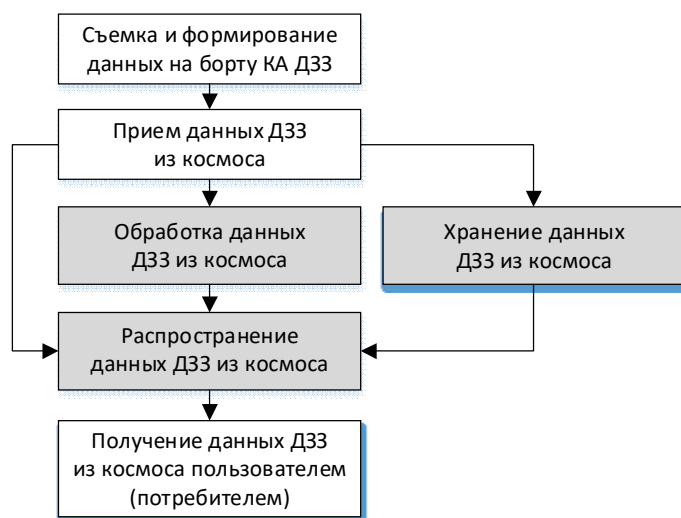 Съемка и формирование
данных на борту КА ДЗЗ
Прием данных ДЗЗ
из космоса
Обработка данных
ДЗЗ из космоса
Хранение данных
ДЗЗ из космоса
Распространение
данных ДЗЗ из космоса
Получение данных ДЗЗ
из космоса пользователем
(потребителем)